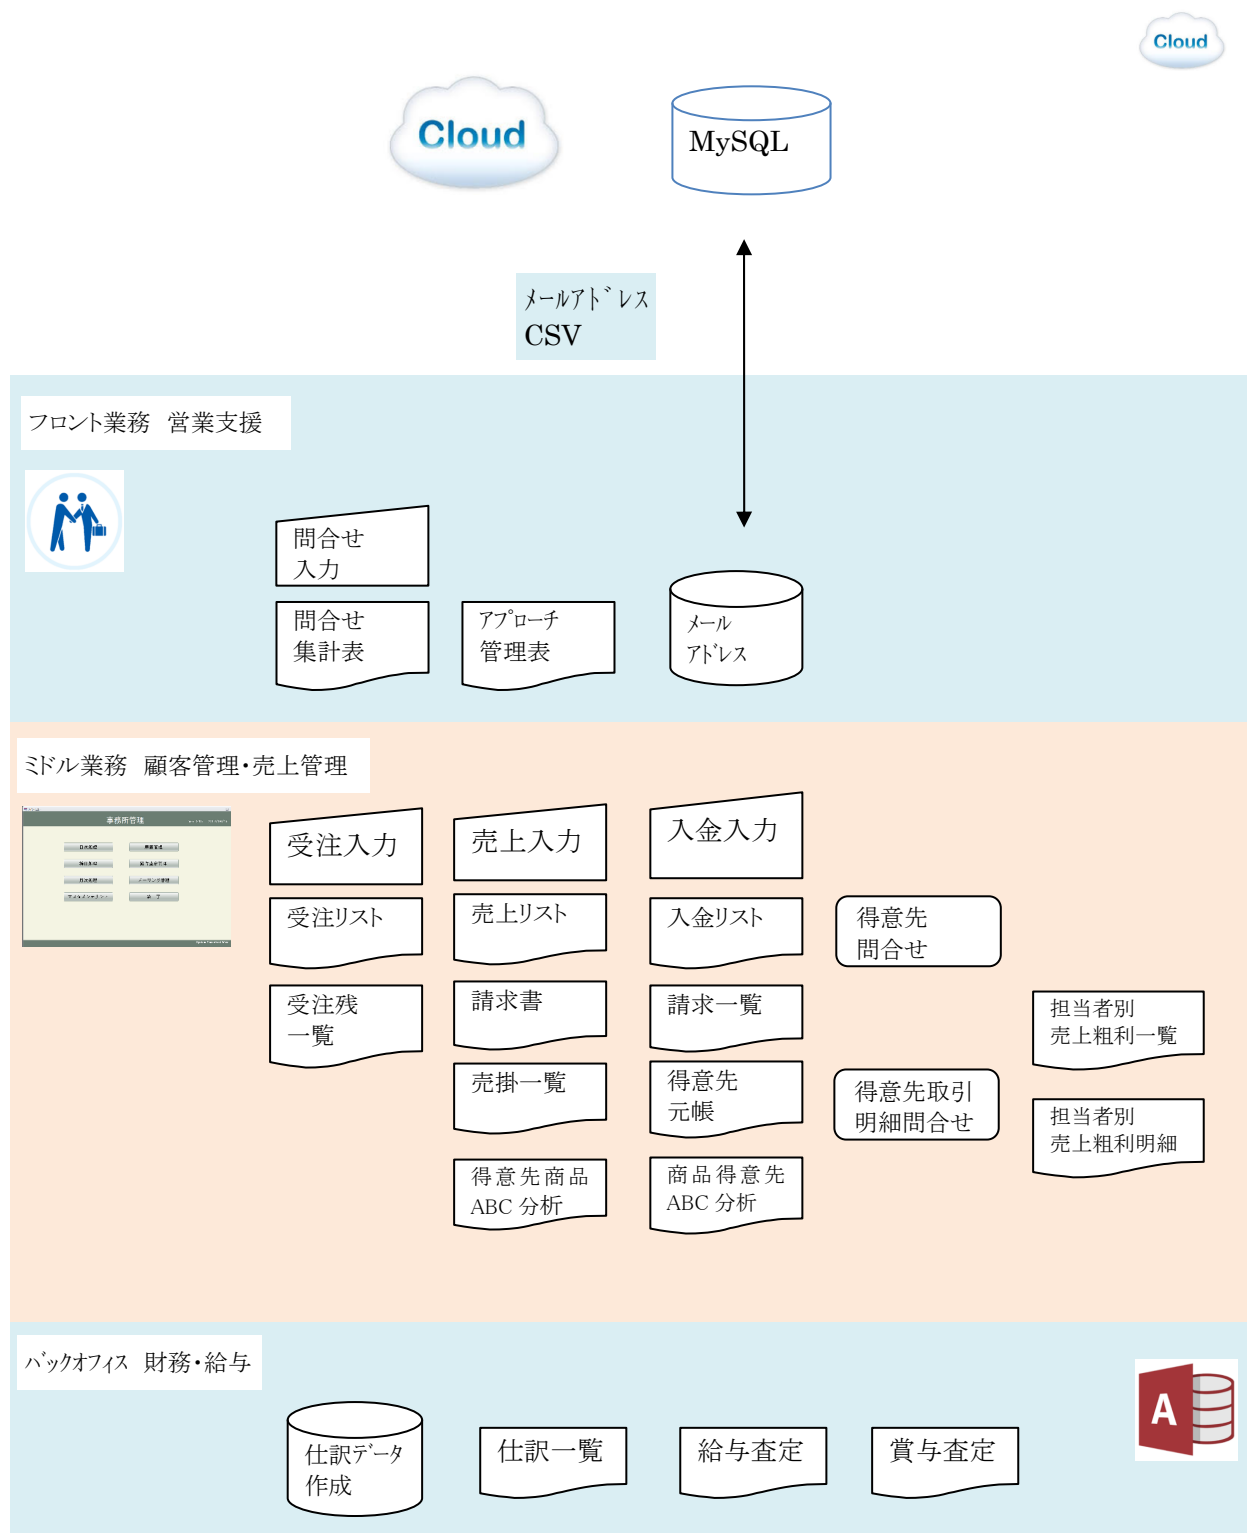 Cloud
Cloud
MySQL
メールアドレス
CSV
フロント業務　営業支援
問合せ
入力
問合せ
集計表
アプローチ
管理表
メール
アドレス
ミドル業務　顧客管理・売上管理
事務所管理
受注入力
売上入力
入金入力
受注リスト
売上リスト
入金リスト
得意先
問合せ
受注残
一覧
請求書
請求一覧
担当者別
売上粗利一覧
売掛一覧
得意先
元帳
得意先取引
明細問合せ
担当者別
売上粗利明細
得意先商品
ABC 分析
商品得意先
ABC 分析
バックオフィス　財務・給与
A
仕訳データ
作成
仕訳一覧
給与査定
賞与査定